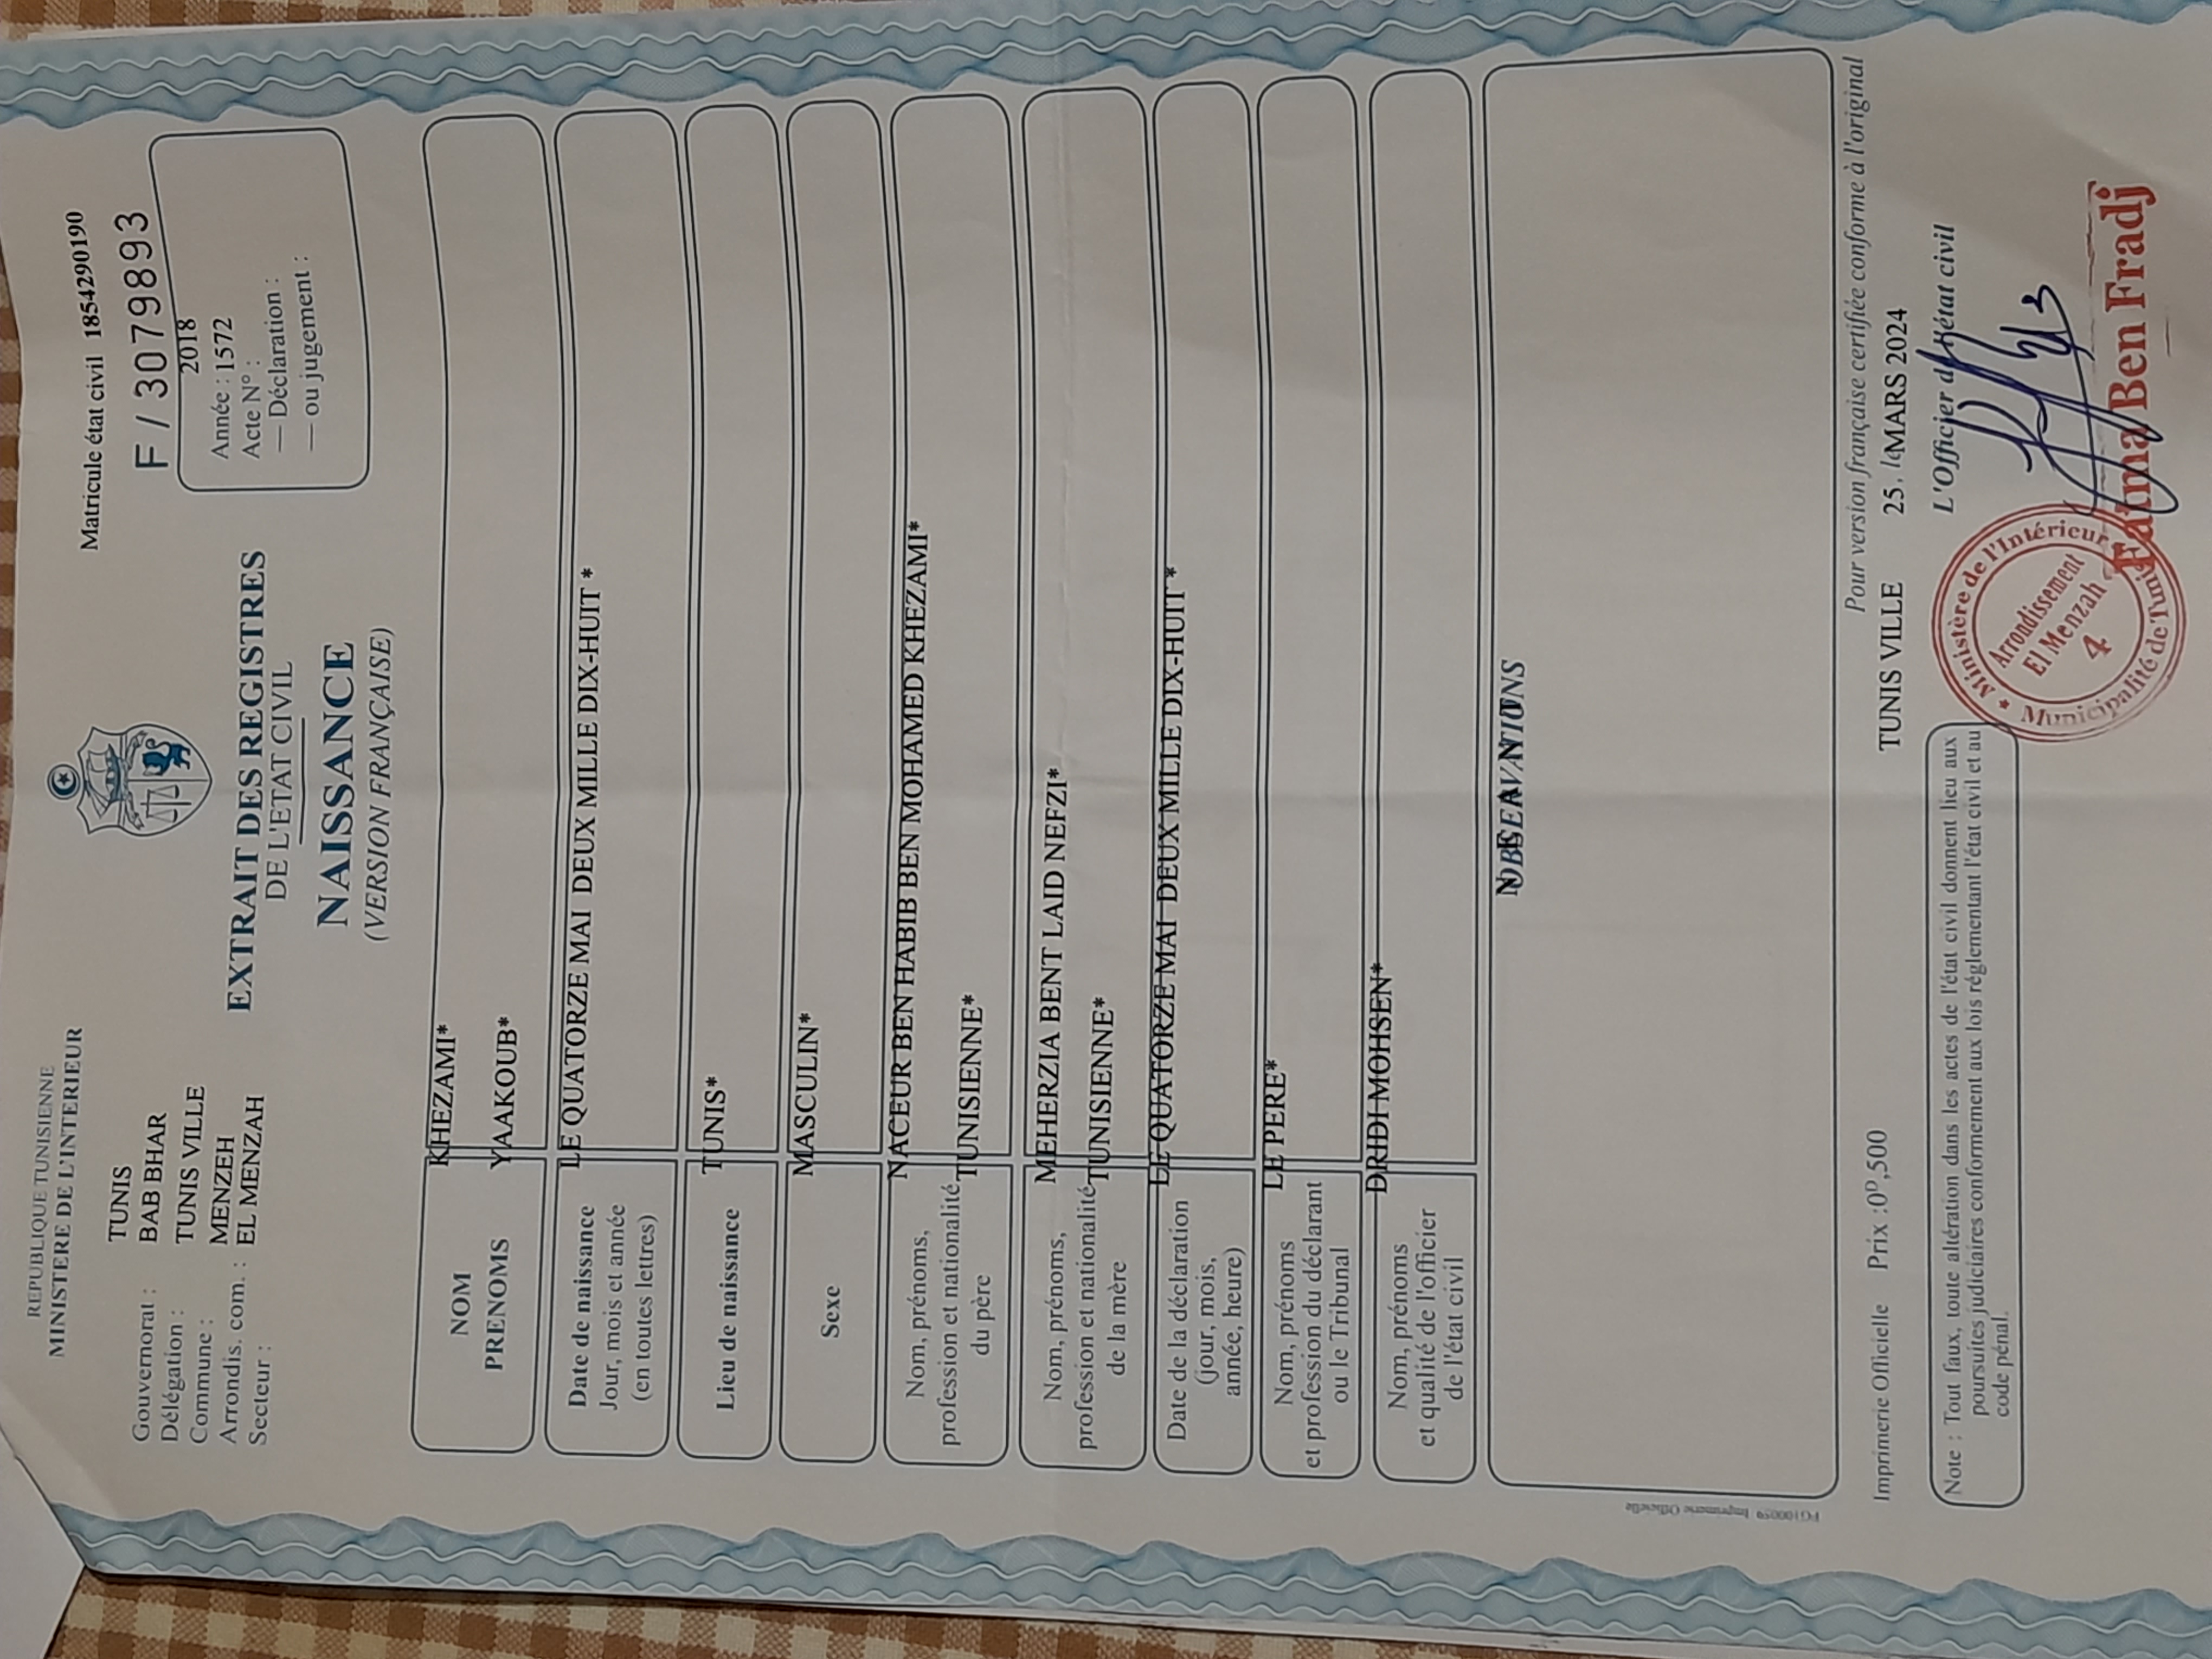 REPUBLIQUE TUNISIENNE
MINISTERE DE L'INTERIEUR
Gouvernorat : TUNIS
Délégation : BAB BHAR
Commune : TUNIS VILLE
Arrondis. com. : MENZEH
Secteur : EL MENZAH
EXTRAIT DES REGISTRES
DE L'ETAT CIVIL
NAISSANCE
(VERSION FRANÇAISE)
Matricule état civil 18542290190
F / 3079893
2018
Année : 1572
Acte N° :
— Déclaration :
— ou jugement :
NOM KHEZAMI*
PRENOMS YAAKOUB*
Date de naissance
Jour, mois et année
(en toutes lettres)
LE QUATORZE MAI DEUX MILLE DIX-HUIT *
Lieu de naissance TUNIS*
Sexe MASCULIN*
Nom, prénoms,
profession et nationalité
du père
NACEUR BEN HABIB BEN MOHAMED KHEZAMI*
TUNISIENNE*
Nom, prénoms,
profession et nationalité
de la mère
MEHERZIA BENT LAID NEFZI*
TUNISIENNE*
Date de la déclaration
(jour, mois,
année, heure)
LE QUATORZE MAI DEUX MILLE DIX-HUIT *
Nom, prénoms
et profession du déclarant
ou le Tribunal
LE PERE*
Nom, prénoms
et qualité de l'officier
de l'état civil
DRIDI MOHSEN*
OBSERVATIONS
FG100059 Imprimerie Officielle
Pour version française certifiée conforme à l'original
Imprimerie Officielle Prix :0ᴰ,500
TUNIS VILLE 25. le MARS 2024
L'Officier de l'état civil
Note : Tout faux, toute altération dans les actes de l'état civil donnent lieu aux
poursuites judiciaires conformement aux lois réglementant l'état civil et au
code pénal.
Ministère de l'Intérieur
Municipalité de Tunis
Arrondissement
El Menzah
4
Fatma Ben Fradj